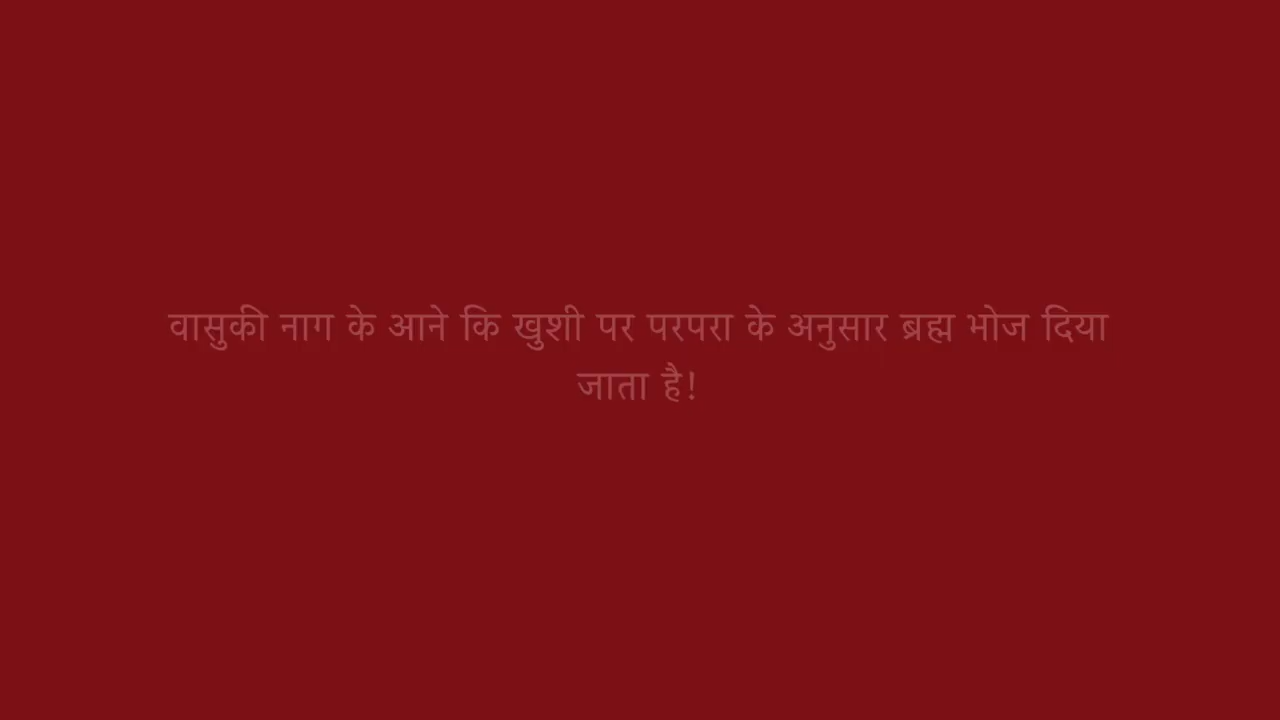 वासुकी नाग के आने कि खुशी पर परपरा के अनुसार ब्रह्म भोज दिया
जाता है!